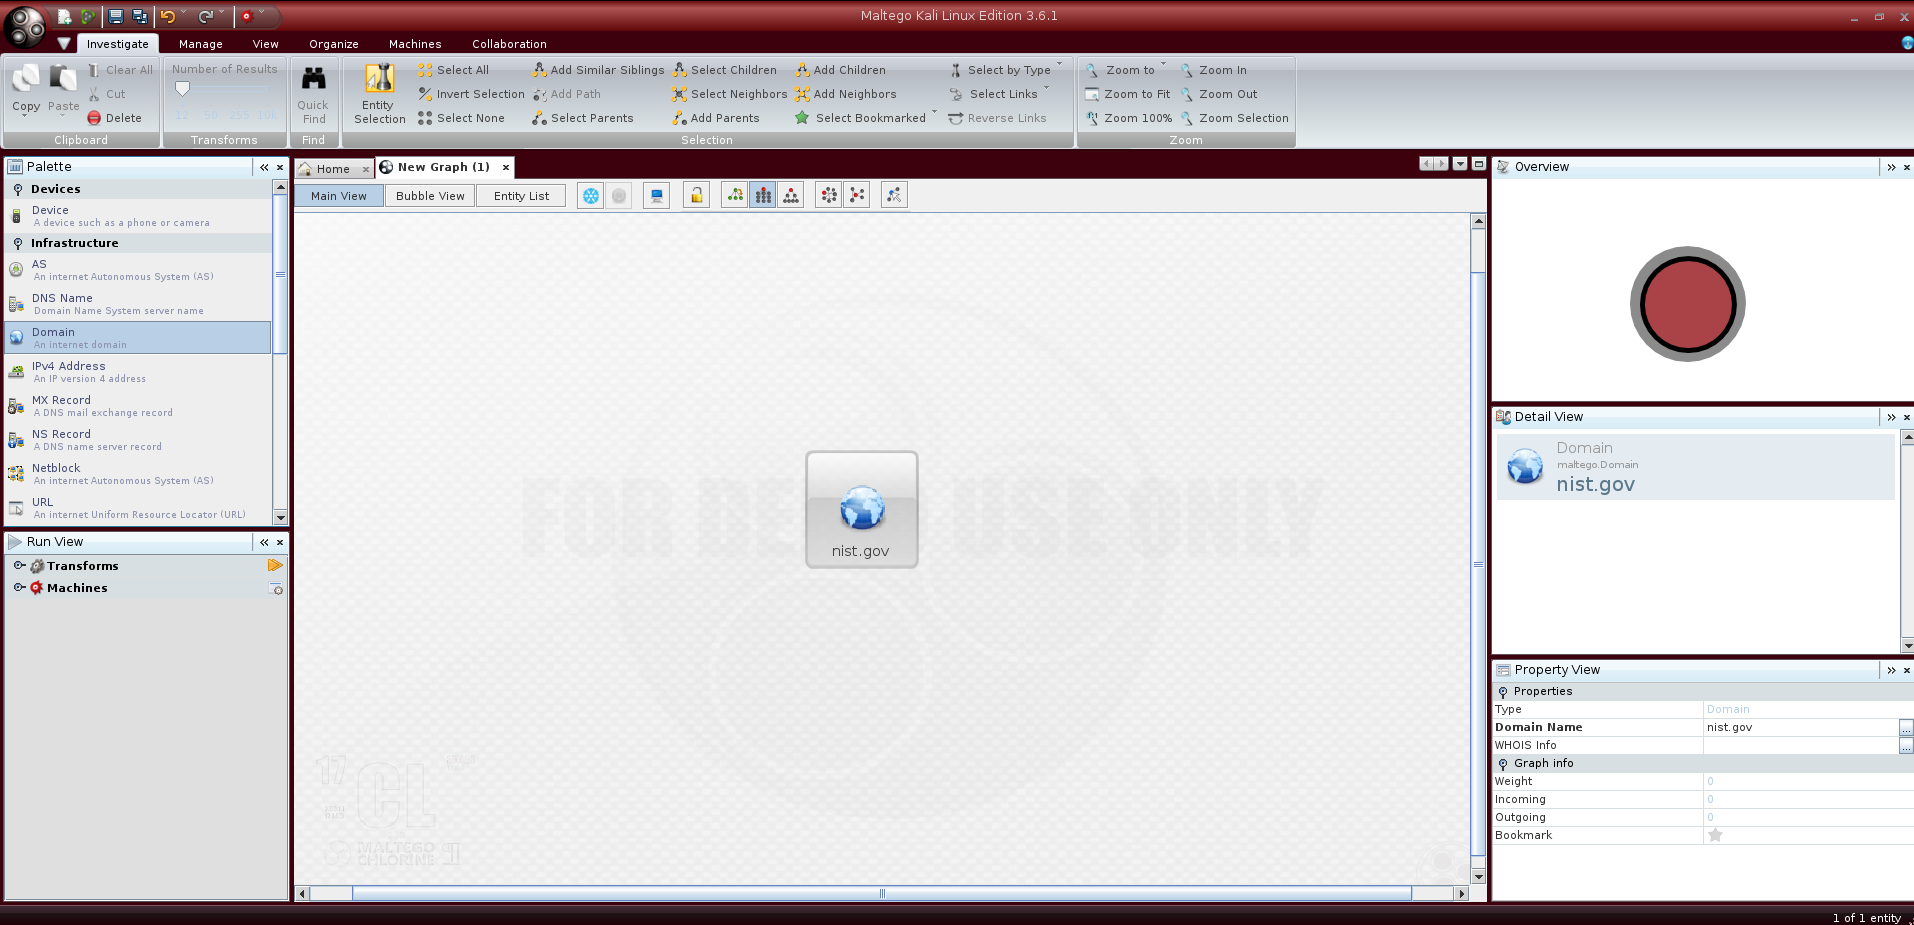 Maltego Kali Linux Edition 3.6.1
Investigate Manage View Organize Machines Collaboration
Copy Paste Clear All Cut Delete
Clipboard
Number of Results
12 50 255 10k
Transforms
Quick Find
Find
Entity Selection
Select All
Invert Selection
Select None
Add Similar Siblings
Add Path
Select Parents
Select Children
Select Neighbors
Add Parents
Add Children
Add Neighbors
Select Bookmarked
Select by Type
Select Links
Reverse Links
Selection
Zoom to
Zoom to Fit
Zoom 100%
Zoom In
Zoom Out
Zoom Selection
Zoom
Palette
Devices
Device
A device such as a phone or camera
Infrastructure
AS
An internet Autonomous System (AS)
DNS Name
Domain Name System server name
Domain
An internet domain
IPv4 Address
An IP version 4 address
MX Record
A DNS mail exchange record
NS Record
A DNS name server record
Netblock
An internet Autonomous System (AS)
URL
An internet Uniform Resource Locator (URL)
Run View
Transforms
Machines
Home
New Graph (1)
Main View Bubble View Entity List
nist.gov
17
CL
MALTEGO
CHLORINE
Overview
Detail View
Domain
maltego.Domain
nist.gov
Property View
Properties
Type Domain
Domain Name nist.gov ...
WHOIS Info ...
Graph info
Weight 0
Incoming 0
Outgoing 0
Bookmark
1 of 1 entity